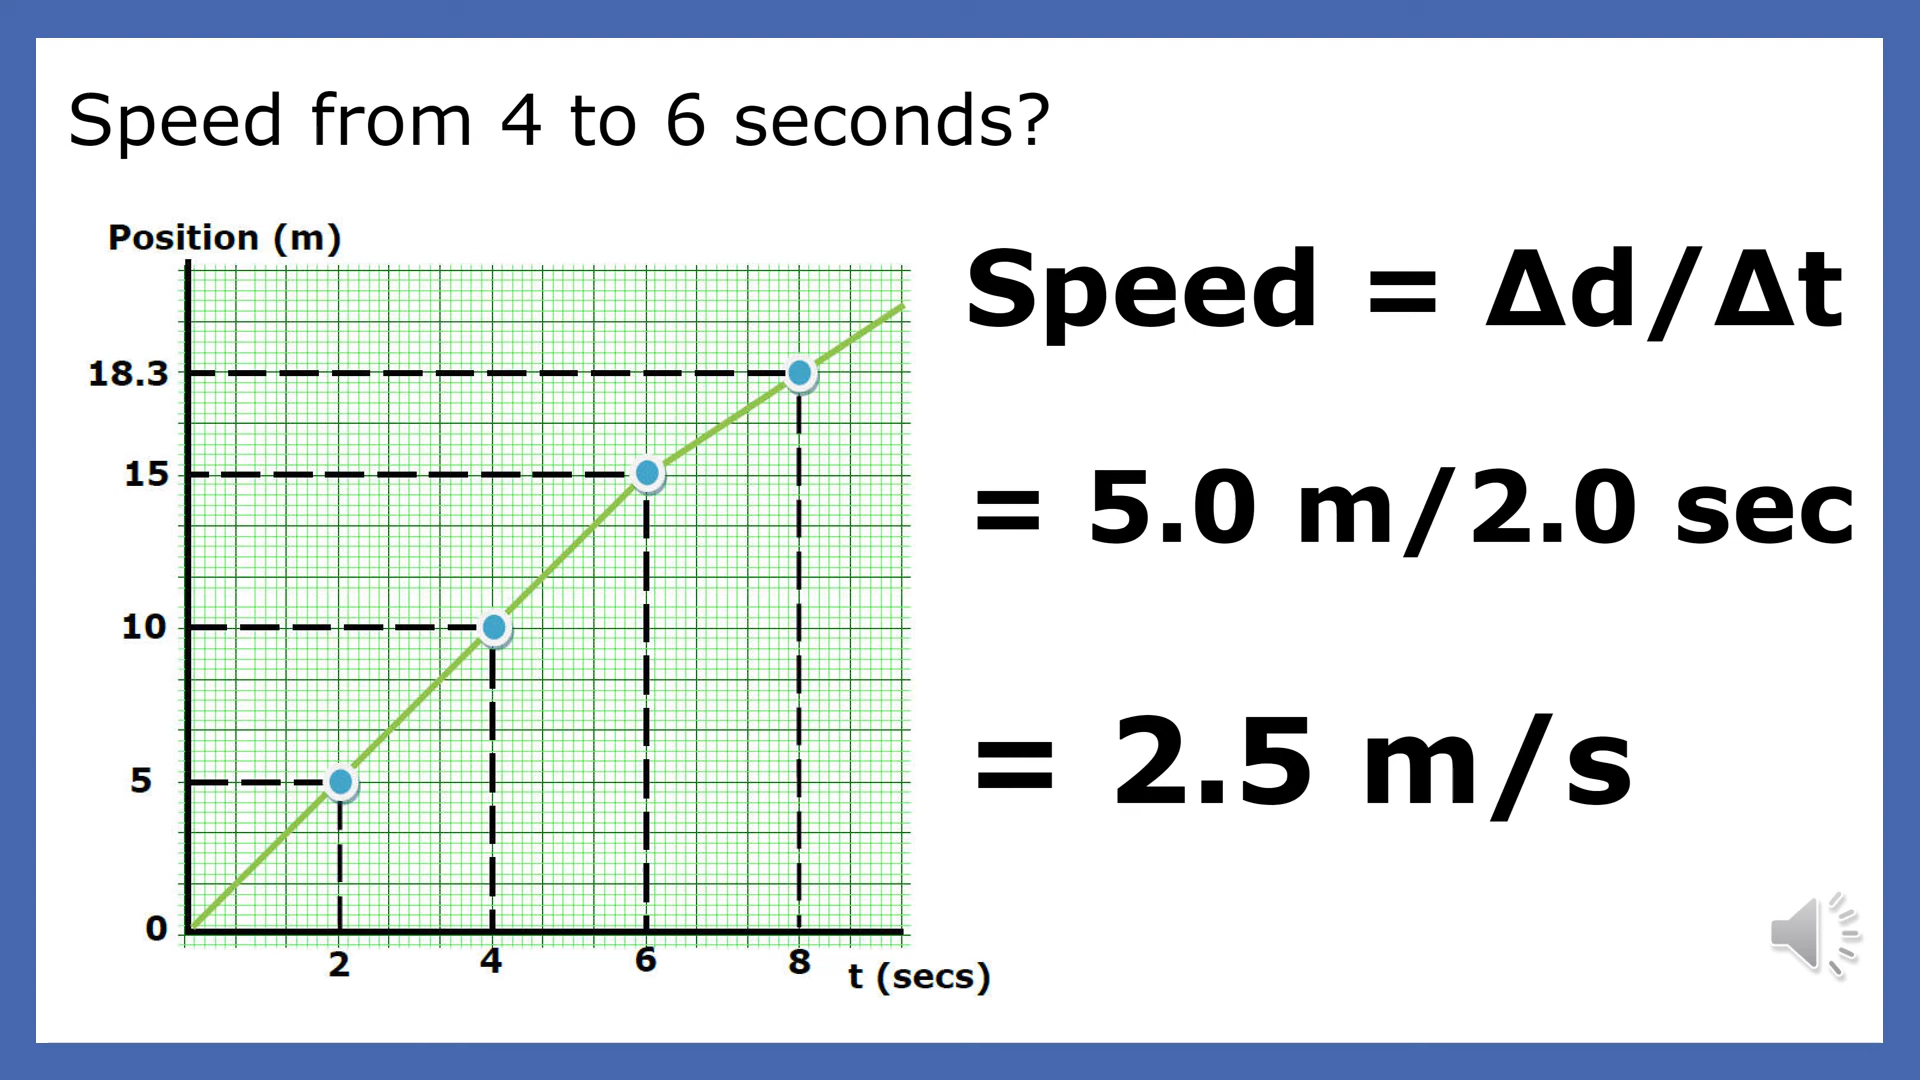 Speed from 4 to 6 seconds?
Position (m)
18.3
15
10
5
0
2 4 6 8
t (secs)
Speed = Δd/Δt
= 5.0 m/2.0 sec
= 2.5 m/s